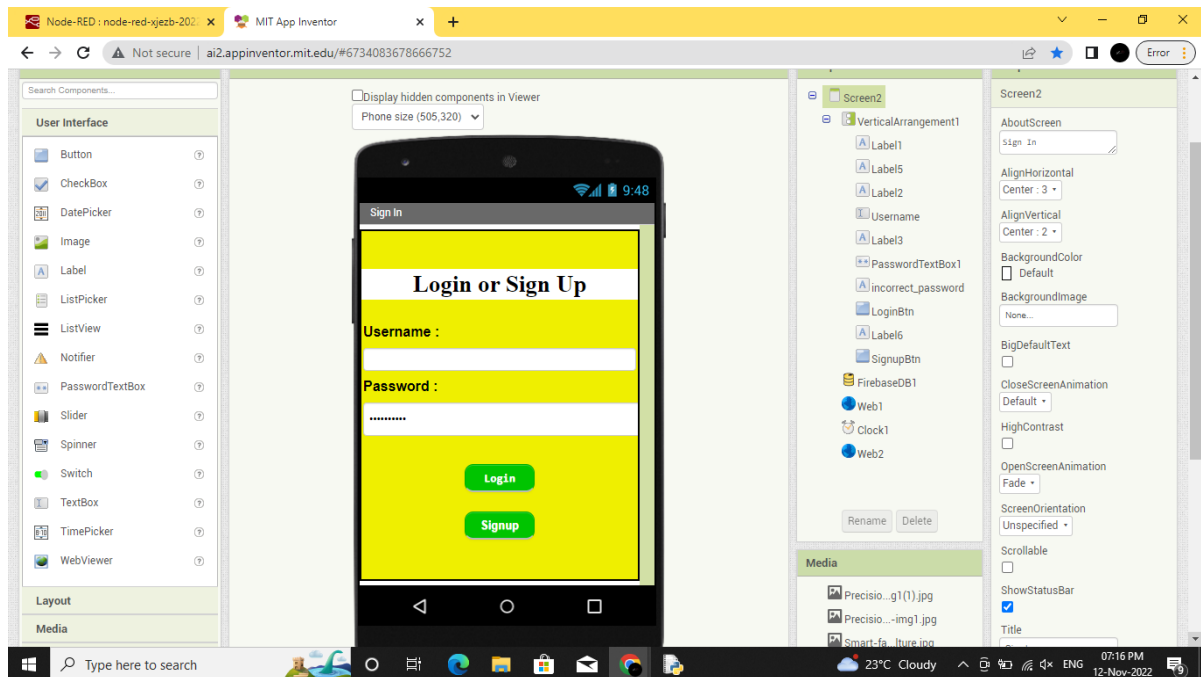 Node-RED : node-red-xjezb-202
MIT App Inventor
Not secure
ai2.appinventor.mit.edu/#6734083678666752
Error
Search Components...
User Interface
Button
CheckBox
DatePicker
Image
Label
ListPicker
ListView
Notifier
PasswordTextBox
Slider
Spinner
Switch
TextBox
TimePicker
WebViewer
Layout
Media
Display hidden components in Viewer
Phone size (505,320)
9:48
Sign In
Login or Sign Up
Username :
Password :
Login
Signup
Screen2
VerticalArrangement1
Label1
Label5
Label2
Username
Label3
PasswordTextBox1
incorrect_password
LoginBtn
Label6
SignupBtn
FirebaseDB1
Web1
Clock1
Web2
Rename Delete
Media
Precisio...g1(1).jpg
Precisio...-img1.jpg
Smart-fa...lture.jpg
Screen2
AboutScreen
Sign In
AlignHorizontal
Center : 3
AlignVertical
Center : 2
BackgroundColor
Default
BackgroundImage
None...
BigDefaultText
CloseScreenAnimation
Default
HighContrast
OpenScreenAnimation
Fade
ScreenOrientation
Unspecified
Scrollable
ShowStatusBar
Title
Type here to search
23°C Cloudy
ENG
07:16 PM
12-Nov-2022
9